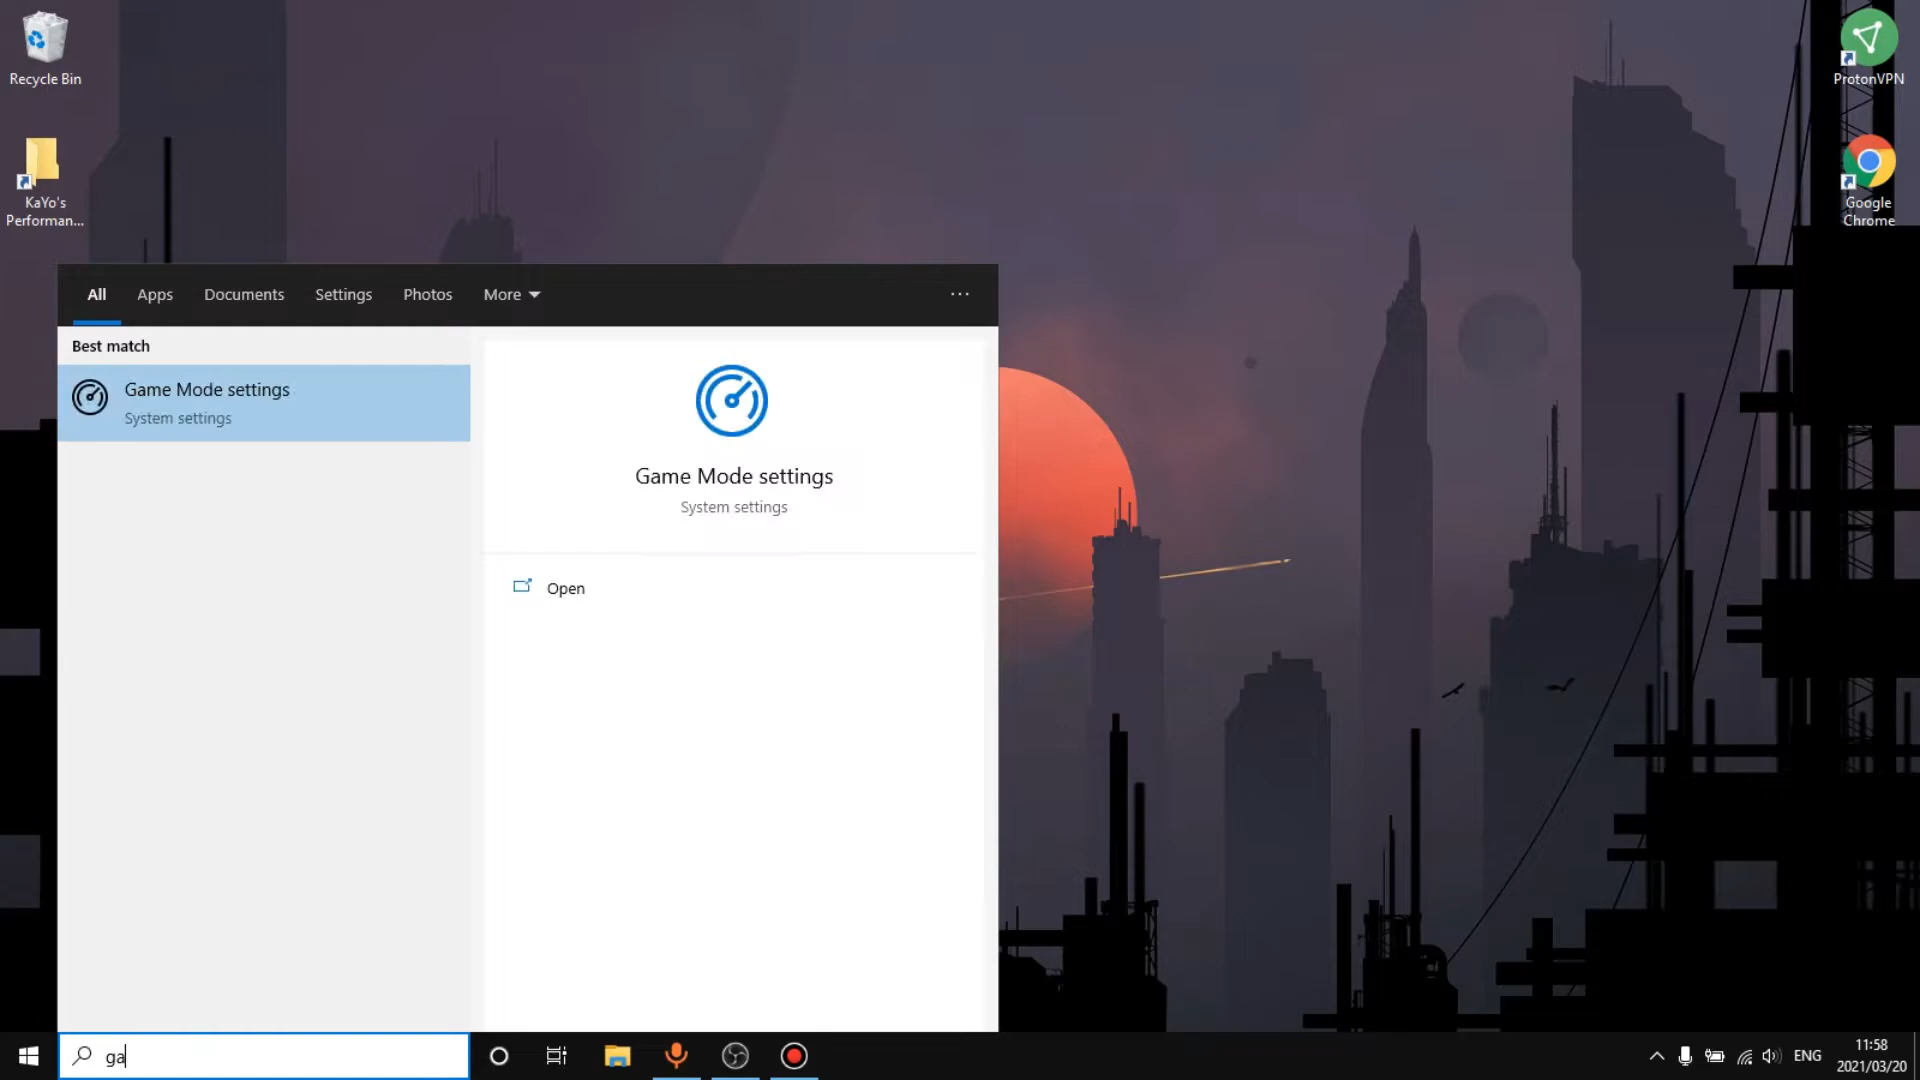 Recycle Bin
KaYo's
Performan...
ProtonVPN
Google
Chrome
All Apps Documents Settings Photos More ...
Best match
Game Mode settings
System settings
Game Mode settings
System settings
Open
ga
ENG
11:58
2021/03/20